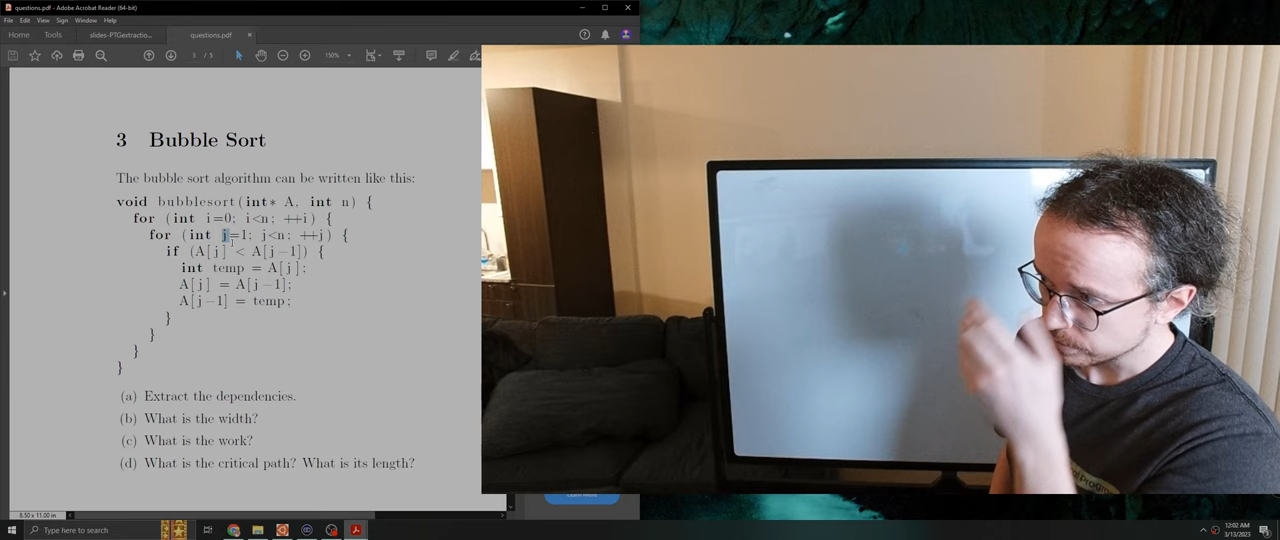 questions.pdf - Adobe Acrobat Reader (64-bit)
File Edit View Sign Window Help
Home Tools slides-PTGextractio... questions.pdf ×
3 / 5 150%
3 Bubble Sort
The bubble sort algorithm can be written like this:
void bubblesort(int* A, int n) {
for (int i=0; i<n; ++i) {
for (int j=1; j<n; ++j) {
if (A[j] < A[j-1]) {
int temp = A[j];
A[j] = A[j-1];
A[j-1] = temp;
}
}
}
}
(a) Extract the dependencies.
(b) What is the width?
(c) What is the work?
(d) What is the critical path? What is its length?
Learn More
8.50 x 11.00 in
Type here to search
12:02 AM
3/13/2023